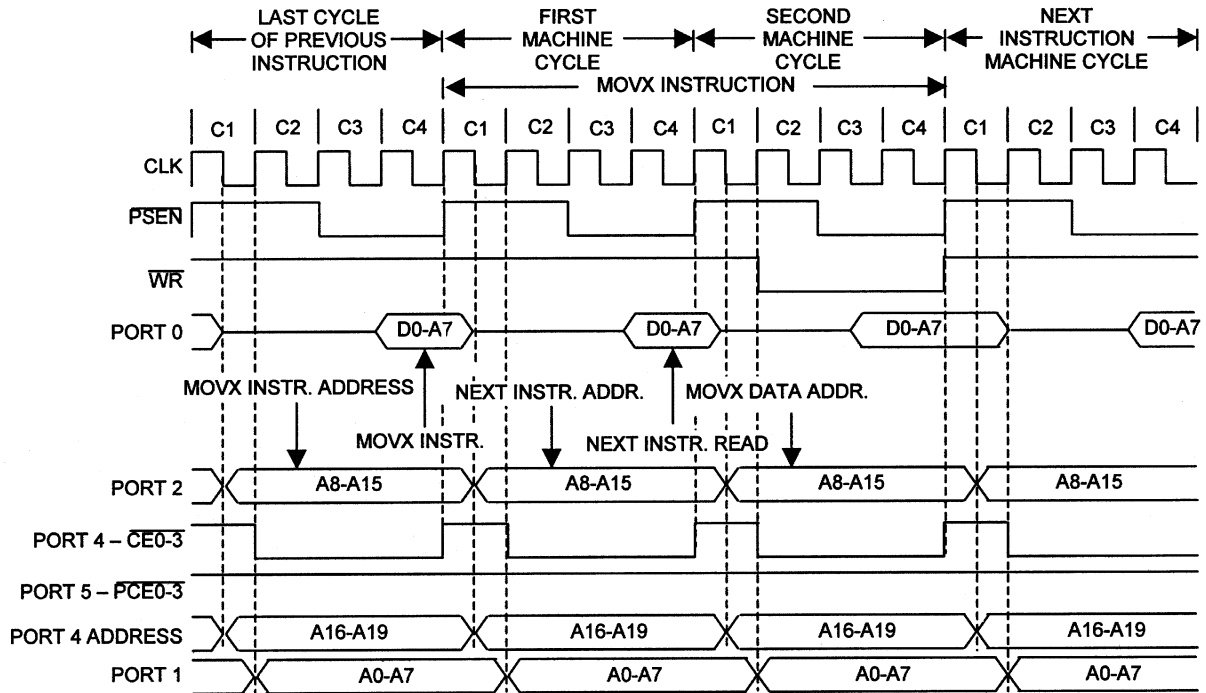 LAST CYCLE
OF PREVIOUS
INSTRUCTION
FIRST
MACHINE
CYCLE
SECOND
MACHINE
CYCLE
NEXT
INSTRUCTION
MACHINE CYCLE
MOVX INSTRUCTION
C1 C2 C3 C4 C1 C2 C3 C4 C1 C2 C3 C4 C1 C2 C3 C4
CLK
PSEN
WR
PORT 0 D0-A7 D0-A7 D0-A7 D0-A7
MOVX INSTR. ADDRESS NEXT INSTR. ADDR. MOVX DATA ADDR.
MOVX INSTR. NEXT INSTR. READ
PORT 2 A8-A15 A8-A15 A8-A15 A8-A15
PORT 4 – CE0-3
PORT 5 – PCE0-3
PORT 4 ADDRESS A16-A19 A16-A19 A16-A19 A16-A19
PORT 1 A0-A7 A0-A7 A0-A7 A0-A7